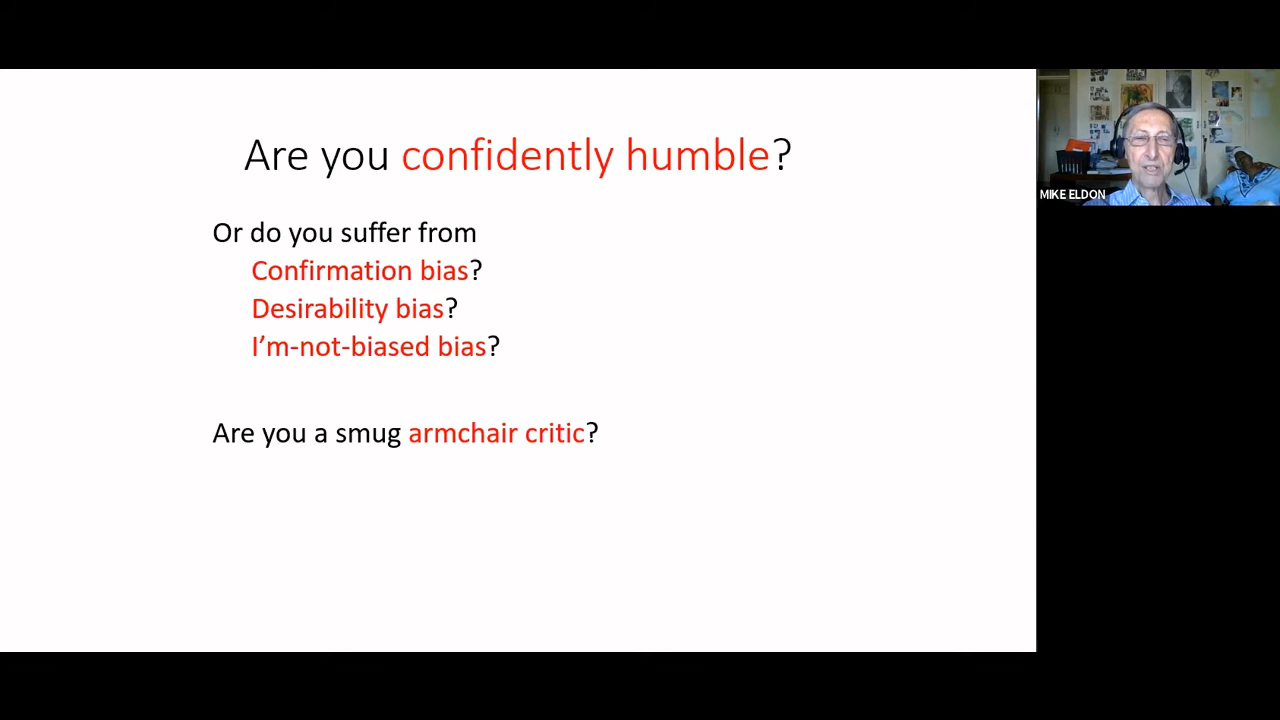 Are you confidently humble?
Or do you suffer from
Confirmation bias?
Desirability bias?
I'm-not-biased bias?
Are you a smug armchair critic?
MIKE ELDON